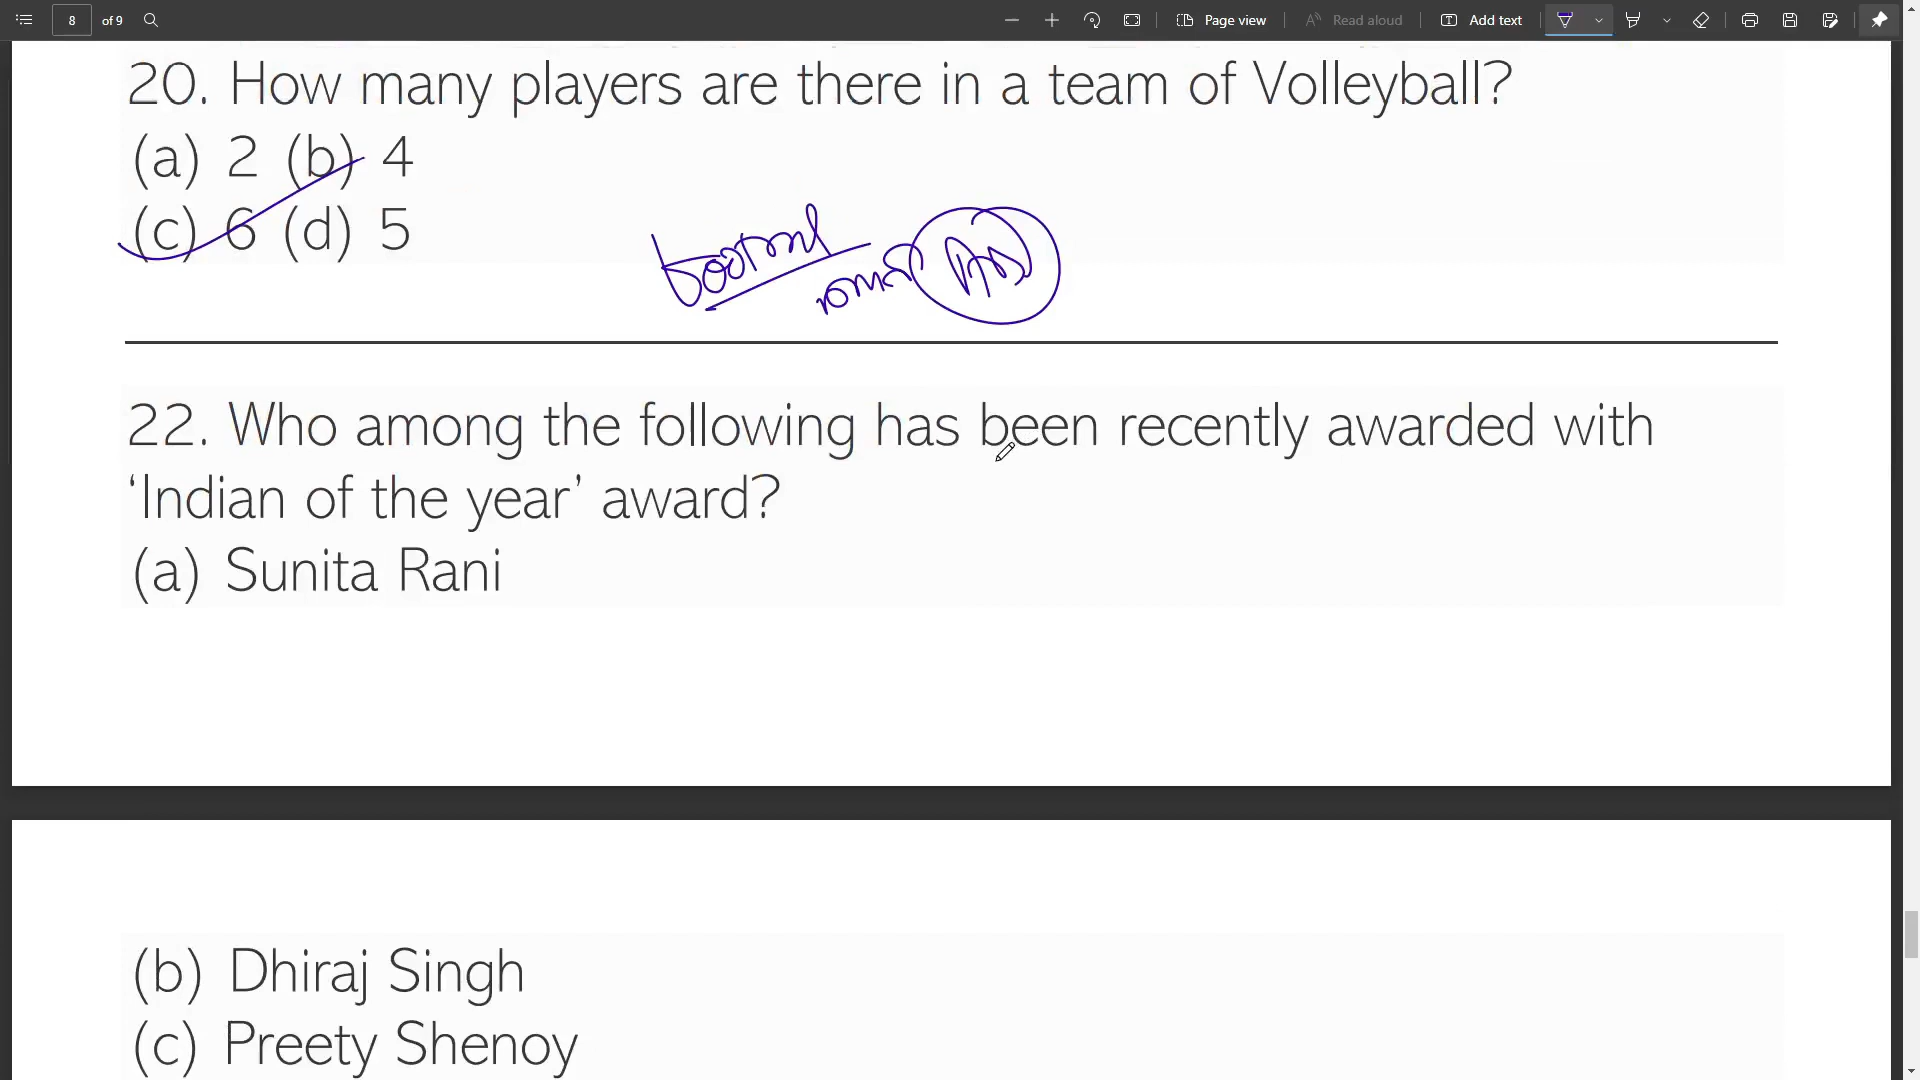 8 of 9 Page view Read aloud Add text
20. How many players are there in a team of Volleyball?
(a) 2 (b) 4
(c) 6 (d) 5
22. Who among the following has been recently awarded with
‘Indian of the year’ award?
(a) Sunita Rani
(b) Dhiraj Singh
(c) Preety Shenoy